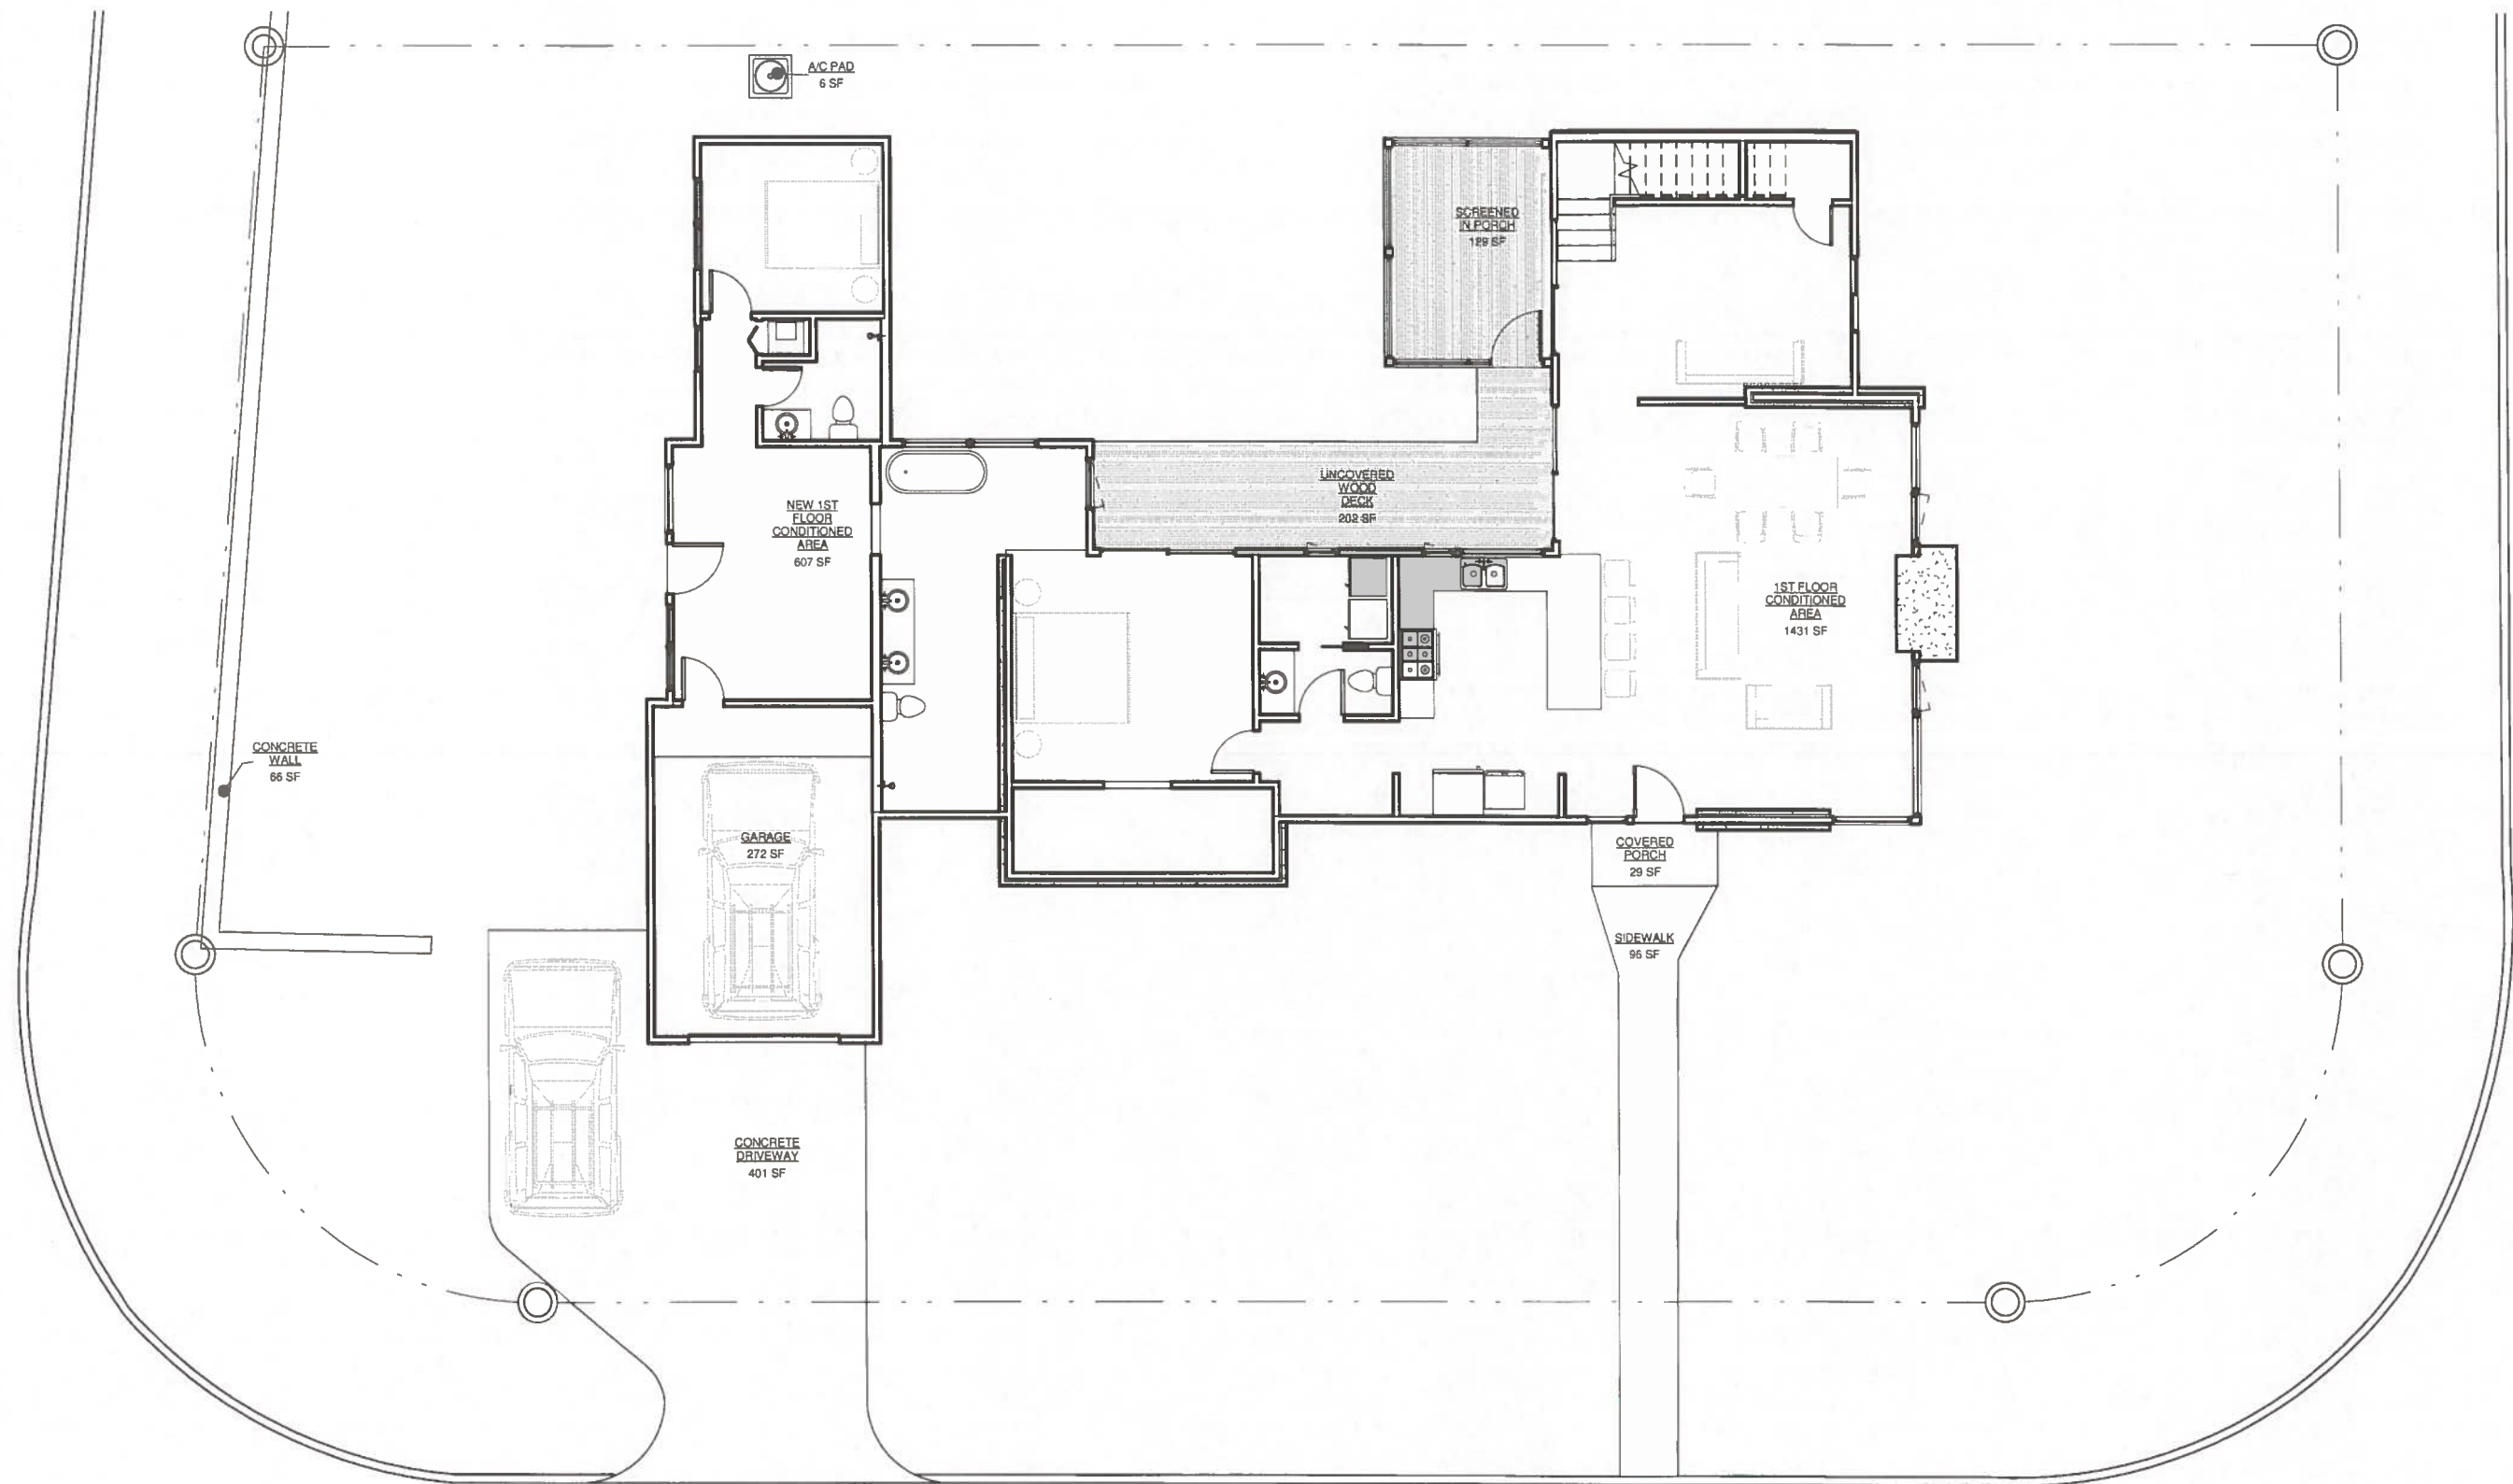 A/C PAD
6 SF
SCREENED
IN PORCH
129 SF
UNCOVERED
WOOD
DECK
202 SF
NEW 1ST
FLOOR
CONDITIONED
AREA
607 SF
1ST FLOOR
CONDITIONED
AREA
1431 SF
CONCRETE
WALL
66 SF
GARAGE
272 SF
COVERED
PORCH
29 SF
SIDEWALK
96 SF
CONCRETE
DRIVEWAY
401 SF